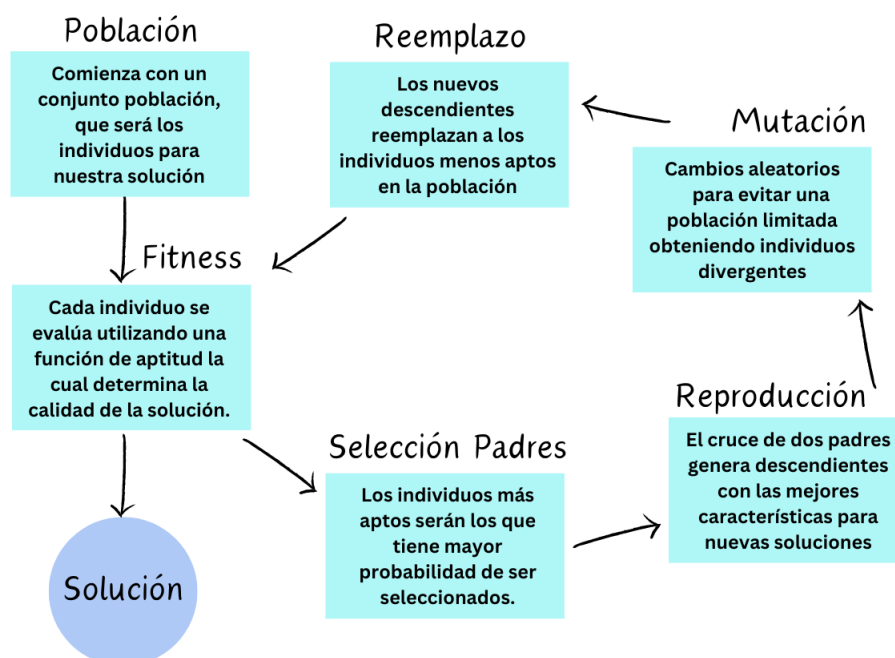 Población
Comienza con un
conjunto población,
que será los
individuos para
nuestra solución
Fitness
Cada individuo se
evalúa utilizando una
función de aptitud la
cual determina la
calidad de la solución.
Solución
Selección Padres
Los individuos más
aptos serán los que
tiene mayor
probabilidad de ser
seleccionados.
Reproducción
El cruce de dos padres
genera descendientes
con las mejores
características para
nuevas soluciones
Mutación
Cambios aleatorios
para evitar una
población limitada
obteniendo individuos
divergentes
Reemplazo
Los nuevos
descendientes
reemplazan a los
individuos menos aptos
en la población